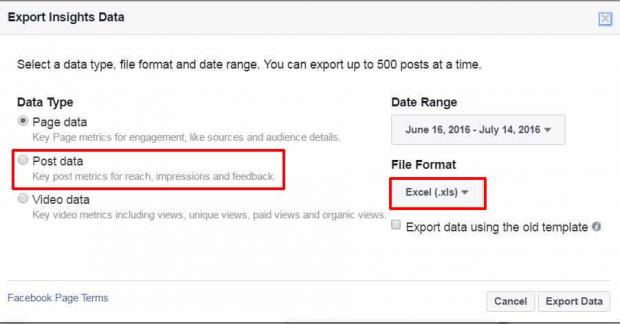 Export Insights Data
Select a data type, file format and date range. You can export up to 500 posts at a time.
Data Type
Page data
Key Page metrics for engagement, like sources and audience details.
Post data
Key post metrics for reach, impressions and feedback.
Video data
Key video metrics including views, unique views, paid views and organic views.
Date Range
June 16, 2016 - July 14, 2016
File Format
Excel (.xls)
Export data using the old template
Facebook Page Terms
Cancel
Export Data